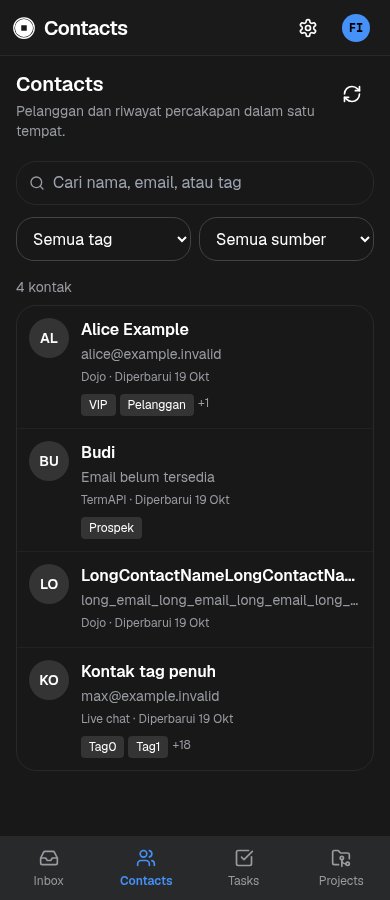 Contacts
FI
Contacts
Pelanggan dan riwayat percakapan dalam satu
tempat.
Cari nama, email, atau tag
Semua tag
Semua sumber
4 kontak
AL
Alice Example
alice@example.invalid
Dojo · Diperbarui 19 Okt
VIP
Pelanggan
+1
BU
Budi
Email belum tersedia
TermAPI · Diperbarui 19 Okt
Prospek
LO
LongContactNameLongContactNa...
long_email_long_email_long_email_long_...
Dojo · Diperbarui 19 Okt
KO
Kontak tag penuh
max@example.invalid
Live chat · Diperbarui 19 Okt
Tag0
Tag1
+18
Inbox
Contacts
Tasks
Projects